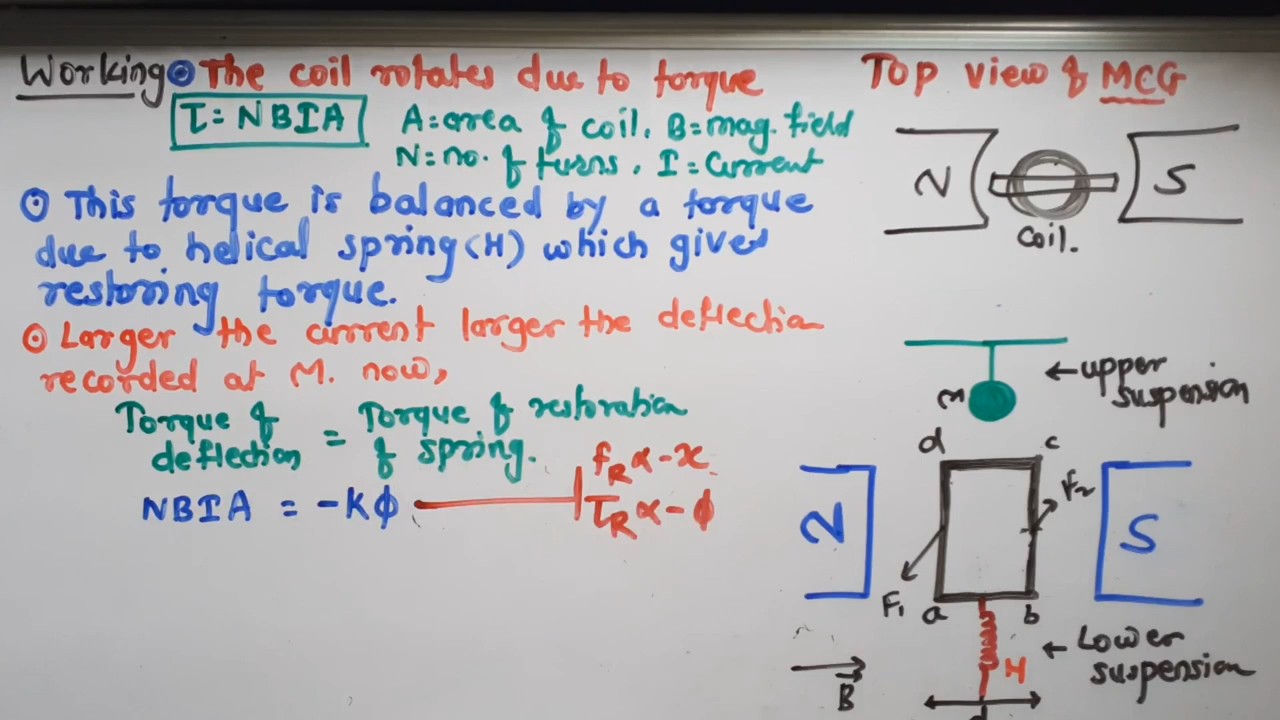 Working ⊙ The coil rotates due to torque
τ = NBIA
A = area of coil. B = mag. field
N = no. of turns, I = Current
⊙ This torque is balanced by a torque
due to helical spring (H) which gives
restoring torque.
⊙ Larger the current larger the deflection
recorded at M. now,
Torque of deflection = Torque of restoration of spring.
NBIA = -kϕ
fR α - x
τR α - ϕ
Top view of MCG
N
S
Coil.
← upper
suspension
M
d
c
F2
N
S
F1
a
b
← Lower
suspension
H
B